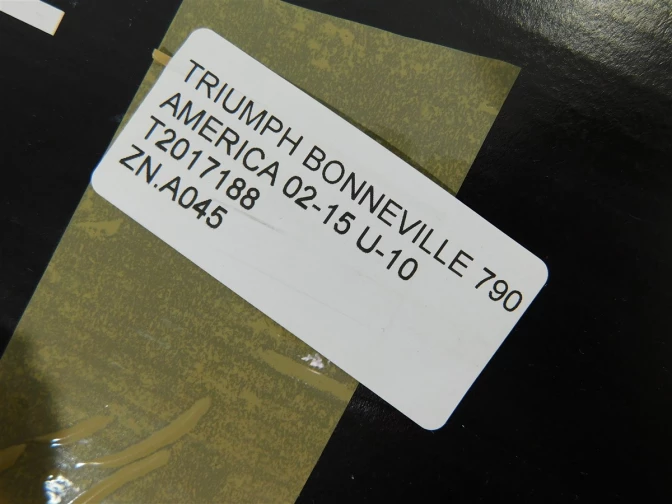 TRIUMPH BONNEVILLE 790
AMERICA 02-15 U-10
T2017188
ZN.A045